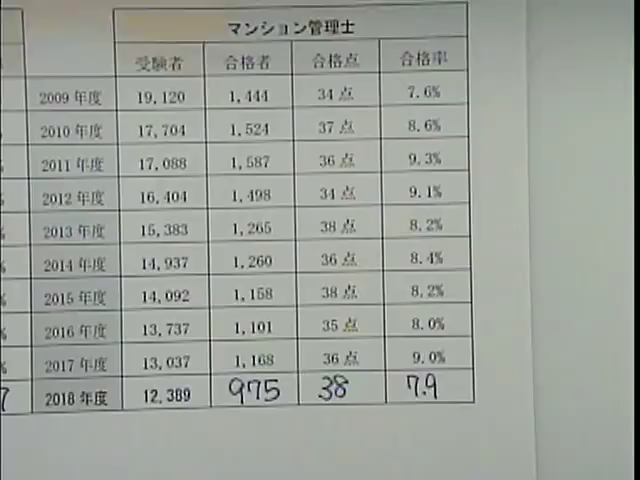 マンション管理士
受験者 合格者 合格点 合格率
2009 年度 19,120 1,444 34 点 7.6%
2010 年度 17,704 1,524 37 点 8.6%
2011 年度 17,088 1,587 36 点 9.3%
2012 年度 16,404 1,498 34 点 9.1%
2013 年度 15,383 1,265 38 点 8.2%
2014 年度 14,937 1,260 36 点 8.4%
2015 年度 14,092 1,158 38 点 8.2%
2016 年度 13,737 1,101 35 点 8.0%
2017 年度 13,037 1,168 36 点 9.0%
2018 年度 12,389 975 38 7.9